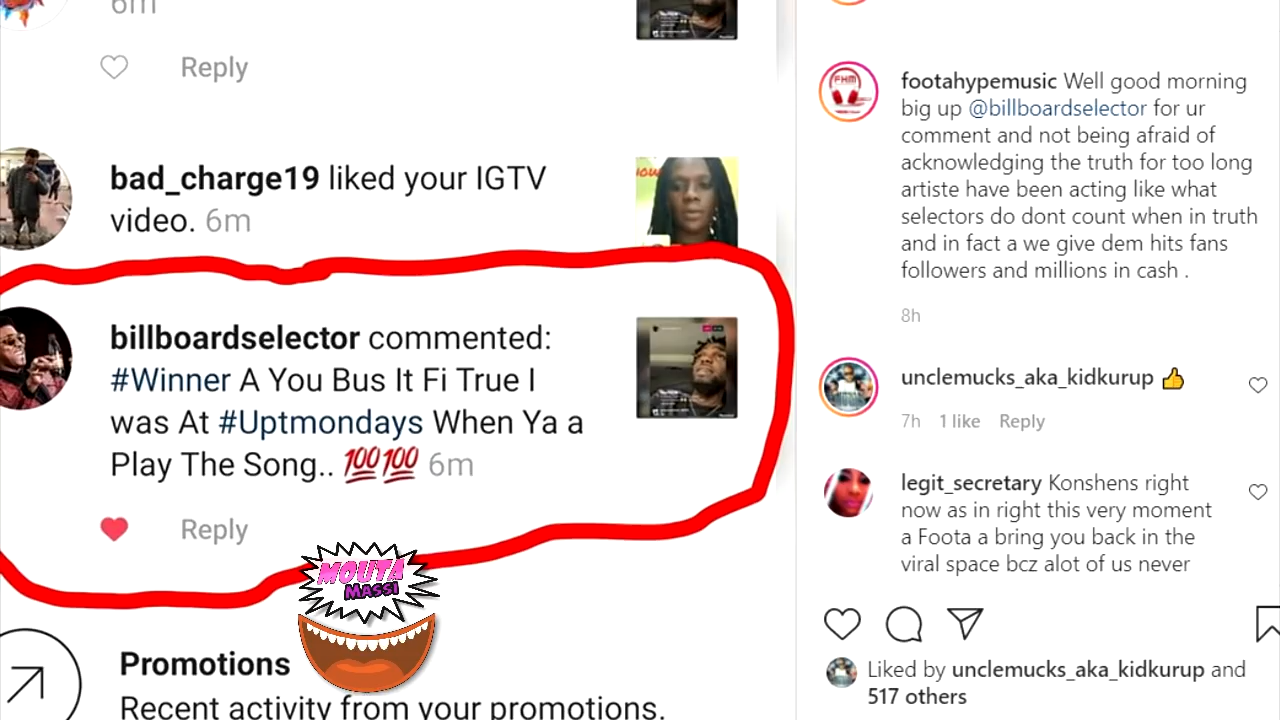 6m
Reply
bad_charge19 liked your IGTV
video. 6m
billboardselector commented:
#Winner A You Bus It Fi True I
was At #Uptmondays When Ya a
Play The Song.. 💯💯 6m
Reply
MOUTA
MASSI
Promotions
Recent activity from your promotions.
FHM
footahypemusic Well good morning
big up @billboardselector for ur
comment and not being afraid of
acknowledging the truth for too long
artiste have been acting like what
selectors do dont count when in truth
and in fact a we give dem hits fans
followers and millions in cash .
8h
unclemucks_aka_kidkurup 👍
7h 1 like Reply
legit_secretary Konshens right
now as in right this very moment
a Foota a bring you back in the
viral space bcz alot of us never
Liked by unclemucks_aka_kidkurup and
517 others